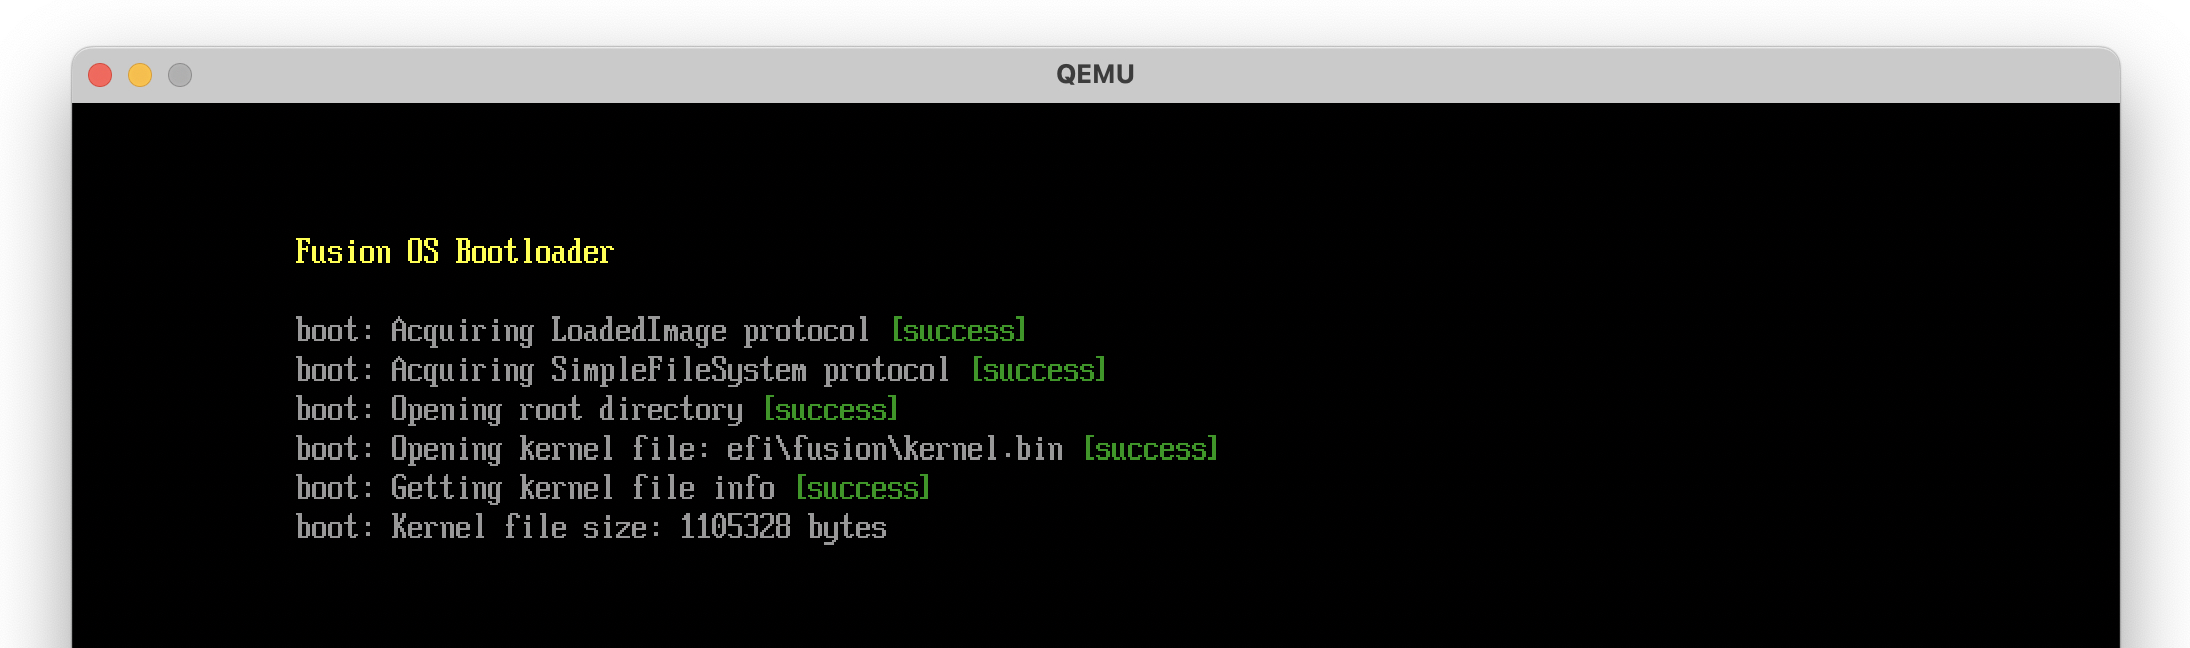 QEMU
Fusion OS Bootloader
boot: Acquiring LoadedImage protocol [success]
boot: Acquiring SimpleFileSystem protocol [success]
boot: Opening root directory [success]
boot: Opening kernel file: efi\fusion\kernel.bin [success]
boot: Getting kernel file info [success]
boot: Kernel file size: 1105328 bytes